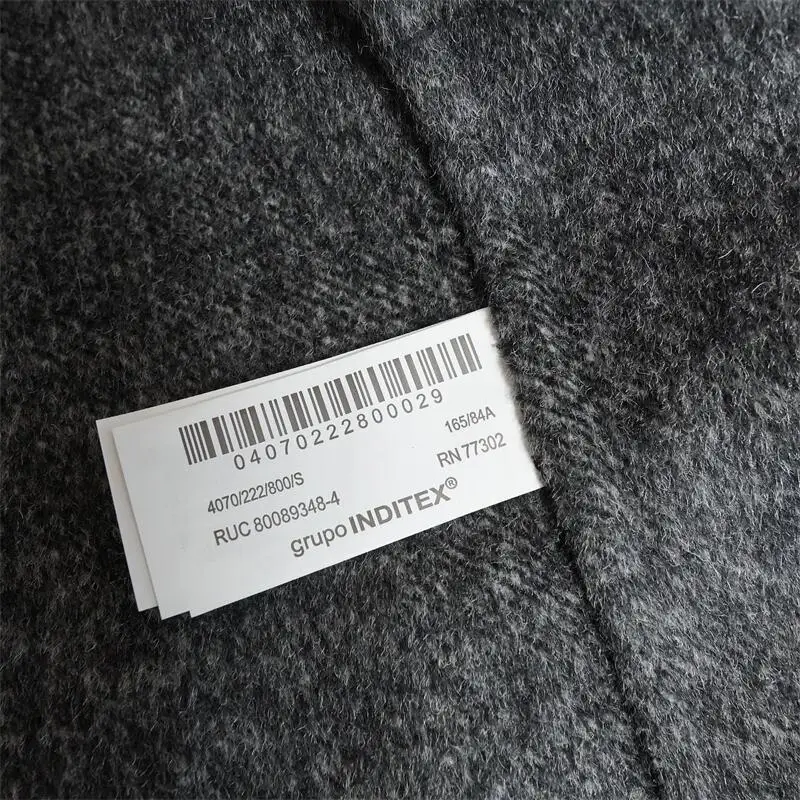 04070222800029
4070/222/800/S
165/84A
RUC 80089348-4
RN 77302
grupo INDITEX®